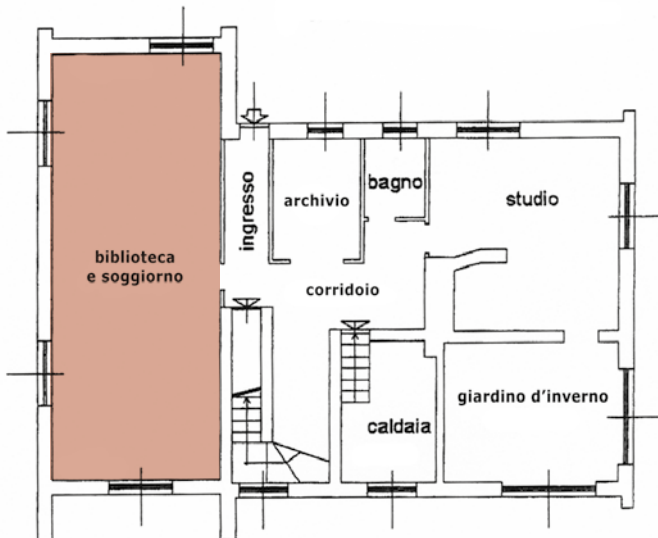 ingresso
archivio
bagno
studio
biblioteca
e soggiorno
corridoio
caldaia
giardino d'inverno